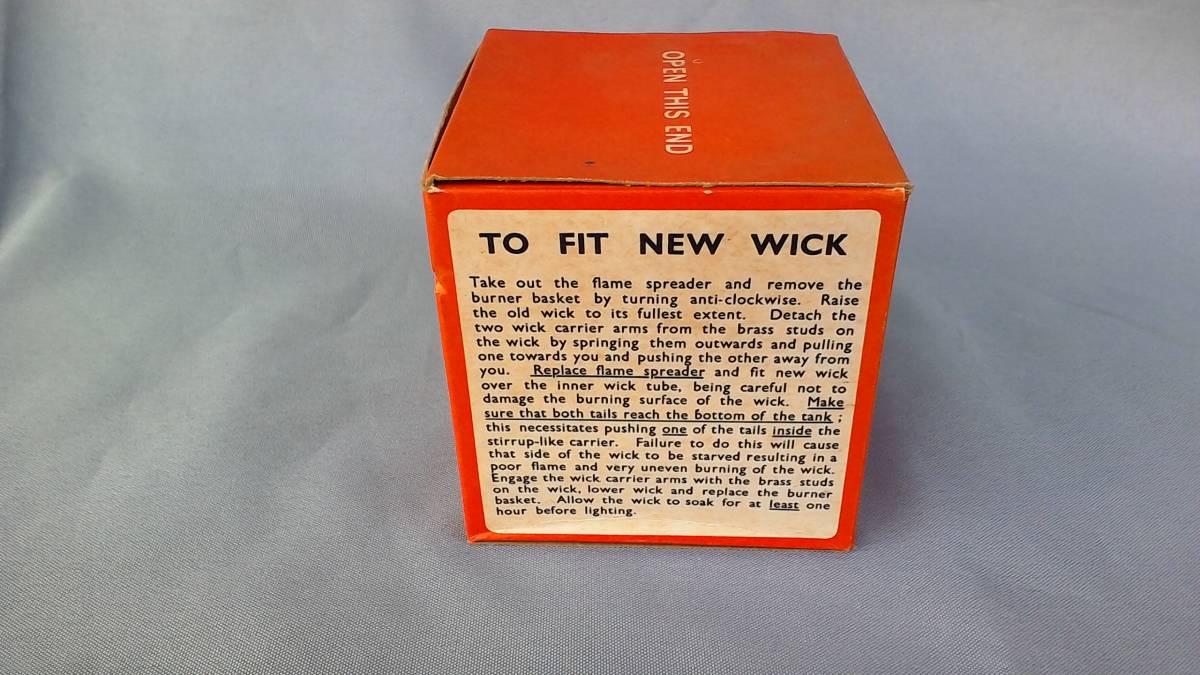 OPEN THIS END
TO FIT NEW WICK
Take out the flame spreader and remove the
burner basket by turning anti-clockwise. Raise
the old wick to its fullest extent. Detach the
two wick carrier arms from the brass studs on
the wick by springing them outwards and pulling
one towards you and pushing the other away from
you. Replace flame spreader and fit new wick
over the inner wick tube, being careful not to
damage the burning surface of the wick. Make
sure that both tails reach the bottom of the tank ;
this necessitates pushing one of the tails inside the
stirrup-like carrier. Failure to do this will cause
that side of the wick to be starved resulting in a
poor flame and very uneven burning of the wick.
Engage the wick carrier arms with the brass studs
on the wick, lower wick and replace the burner
basket. Allow the wick to soak for at least one
hour before lighting.